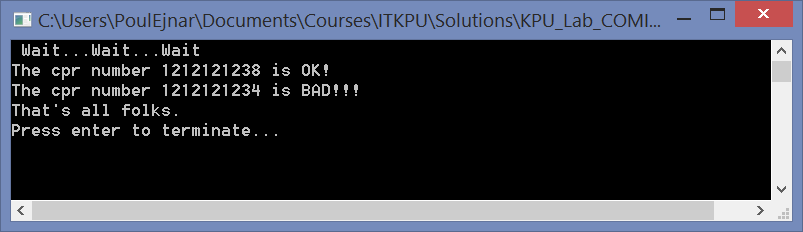 C:\Users\PoulEjnar\Documents\Courses\ITKPU\Solutions\KPU_Lab_COMI...
Wait...Wait...Wait
The cpr number 1212121238 is OK!
The cpr number 1212121234 is BAD!!!
That's all folks.
Press enter to terminate...